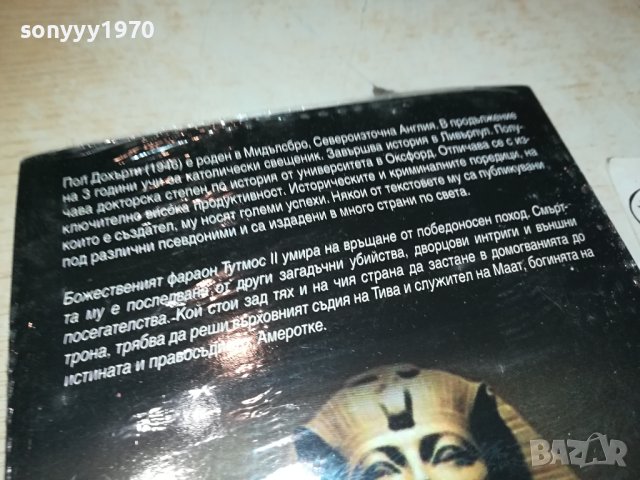 sonyyy1970
Пол Дохърти (1946) е роден в Мидълсбро, Североизточна Англия. В продължение
на 3 години учи за католически свещеник. Завършва история в Ливърпул. Полу-
чава докторска степен по история от университета в Оксфорд. Отличава се с из-
ключително висока продуктивност. Историческите и криминалните поредици, на
които е създател, му носят големи успехи. Някои от текстовете му са публикувани
под различни псевдоними и са издадени в много страни по света.
Божественият фараон Тутмос II умира на връщане от победоносен поход. Смърт-
та му е последвана от други загадъчни убийства, дворцови интриги и външни
посегателства. Кой стои зад тях и на чия страна да застане в домогванията до
трона, трябва да реши върховният съдия на Тива и служител на Маат, богинята на
истината и правосъдието, Амеротке.
BAZAR